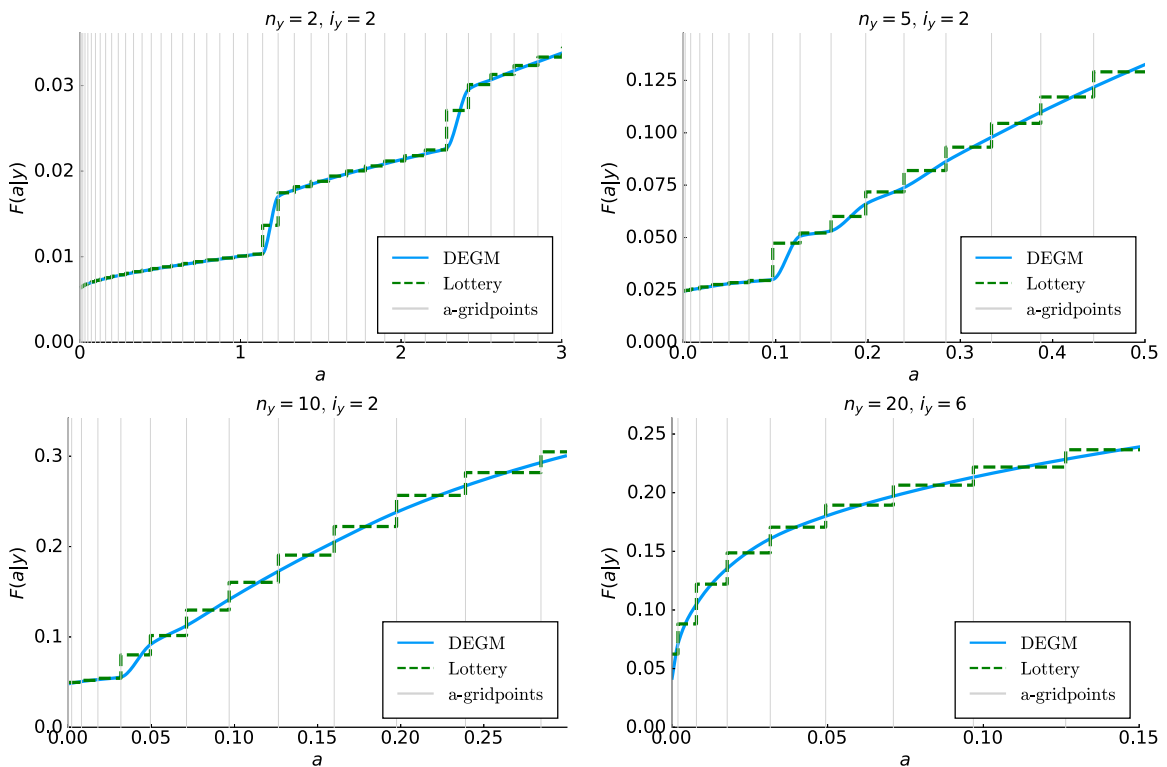 n_y = 2, i_y = 2
F(a|y)
0.03
0.02
0.01
0.00
0
1
2
3
a
DEGM
Lottery
a-gridpoints
n_y = 5, i_y = 2
F(a|y)
0.125
0.100
0.075
0.050
0.025
0.000
0.0
0.1
0.2
0.3
0.4
0.5
a
DEGM
Lottery
a-gridpoints
n_y = 10, i_y = 2
F(a|y)
0.3
0.2
0.1
0.0
0.00
0.05
0.10
0.15
0.20
0.25
a
DEGM
Lottery
a-gridpoints
n_y = 20, i_y = 6
F(a|y)
0.25
0.20
0.15
0.10
0.05
0.00
0.00
0.05
0.10
0.15
a
DEGM
Lottery
a-gridpoints